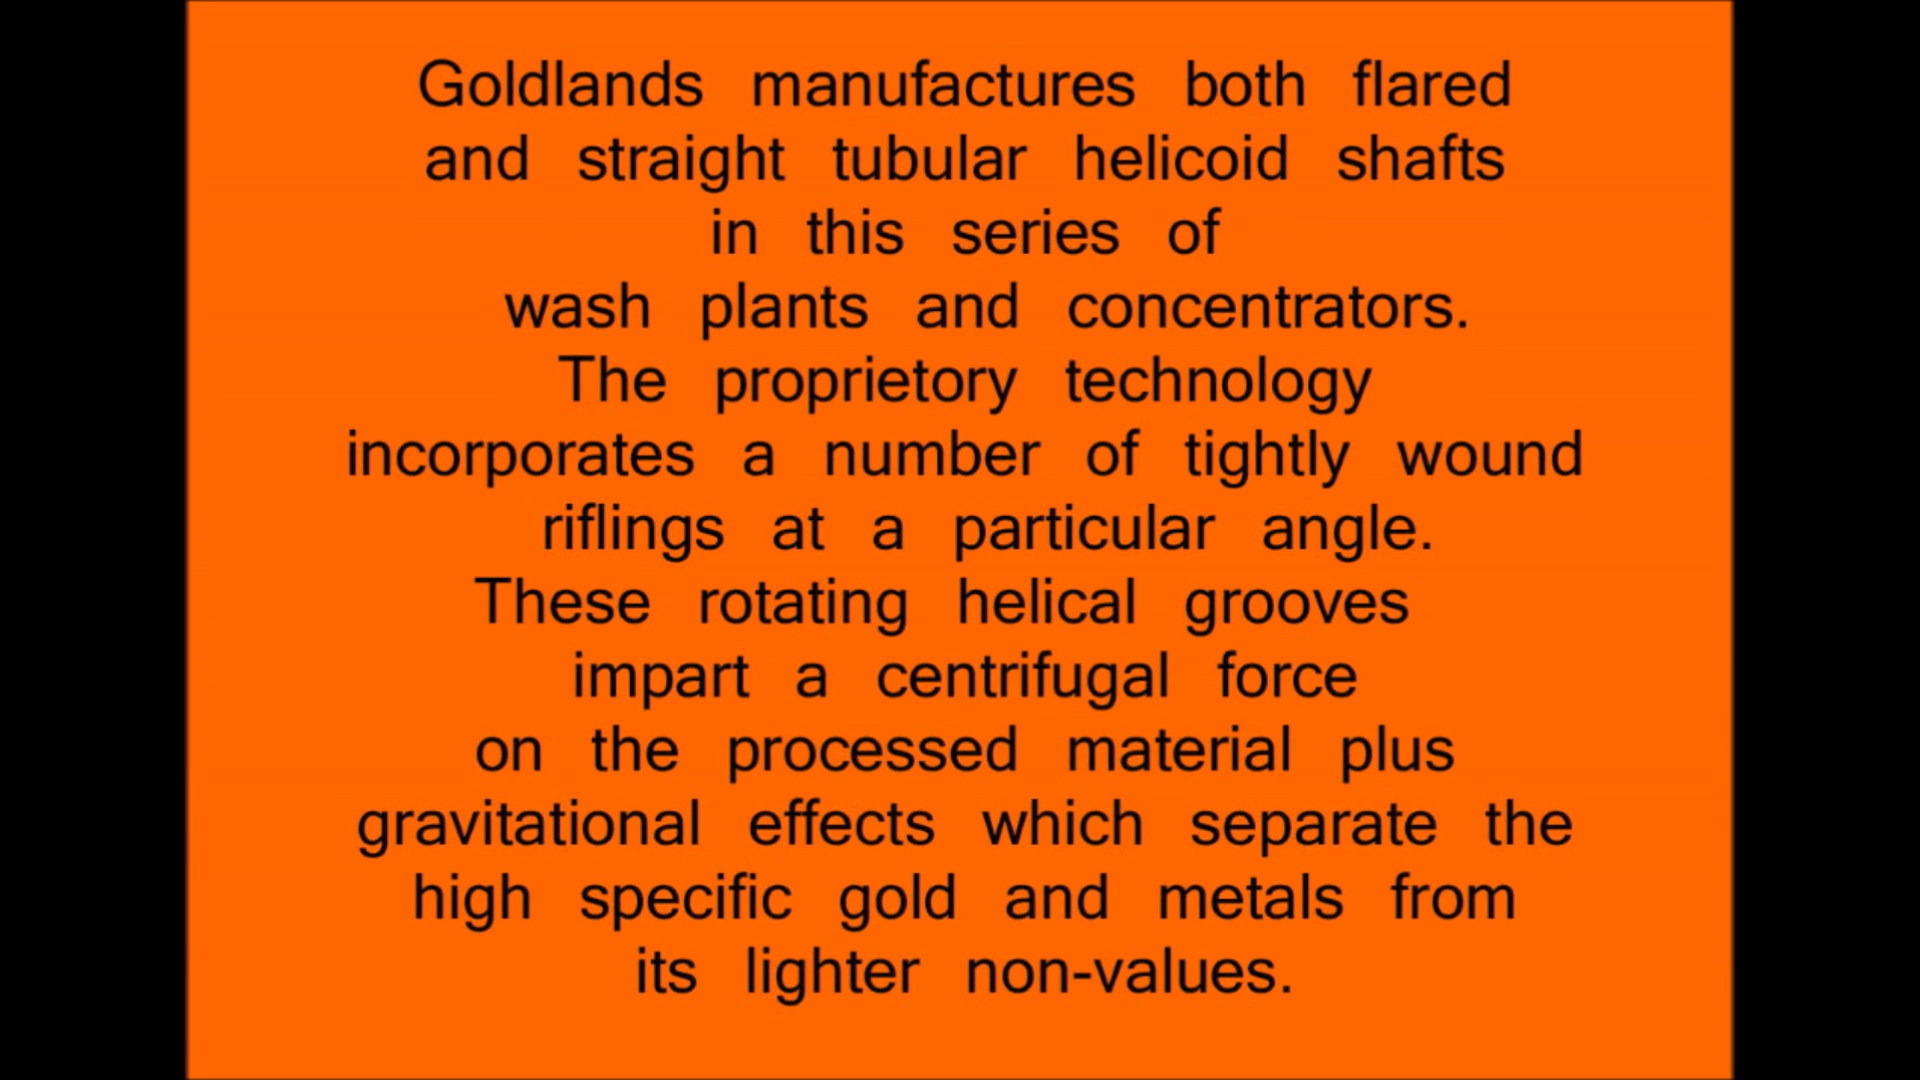 Goldlands manufactures both flared
and straight tubular helicoid shafts
in this series of
wash plants and concentrators.
The proprietory technology
incorporates a number of tightly wound
riflings at a particular angle.
These rotating helical grooves
impart a centrifugal force
on the processed material plus
gravitational effects which separate the
high specific gold and metals from
its lighter non-values.